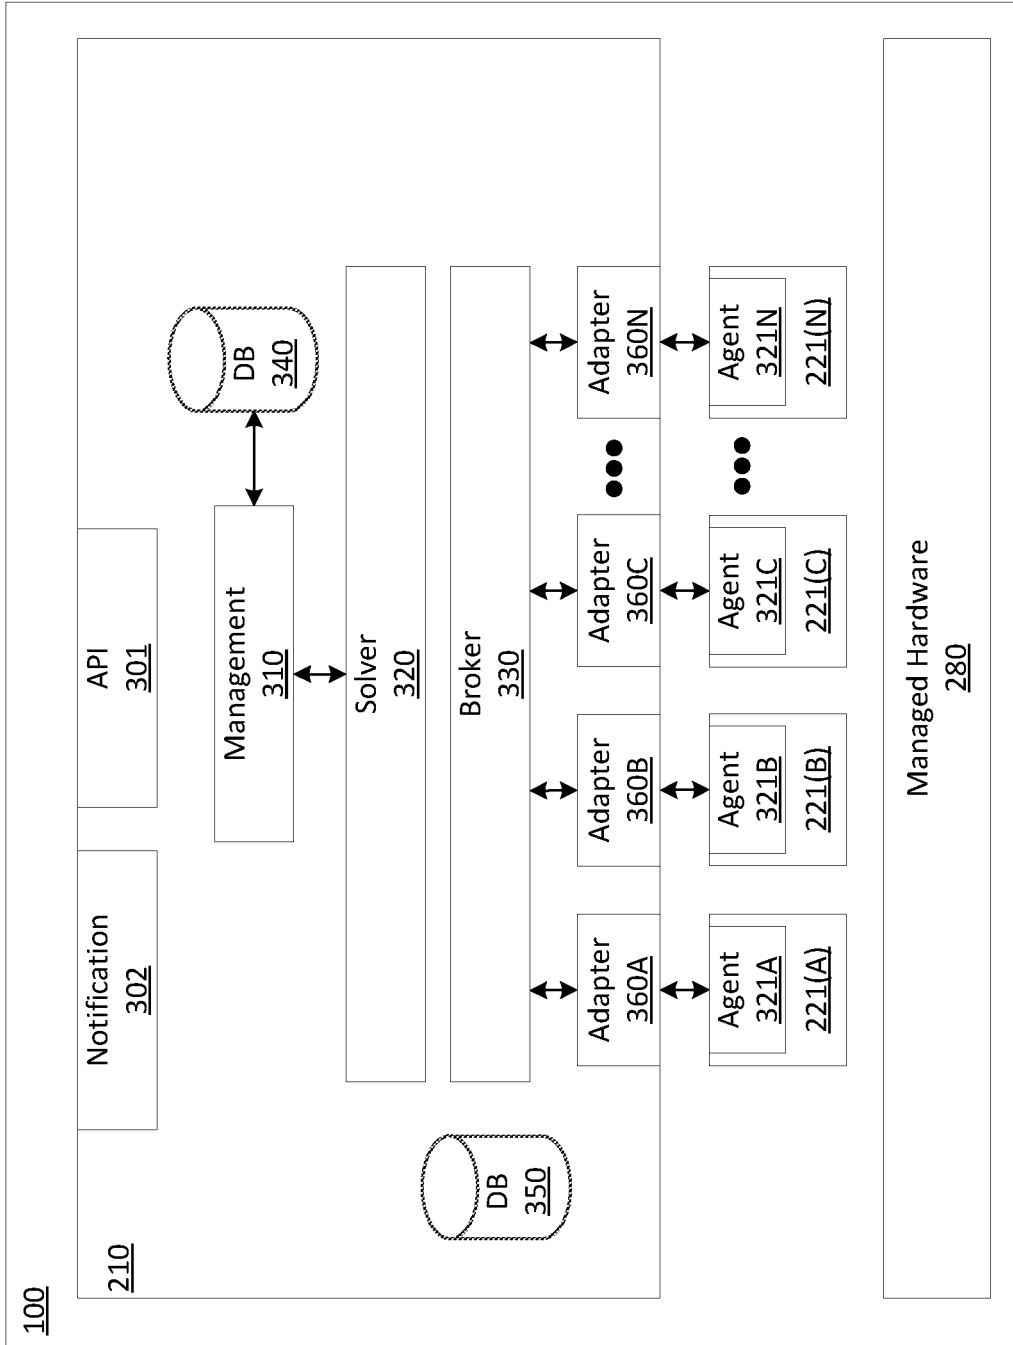 100
210
Notification
302
API
301
Management
310
DB
340
Solver
320
Broker
330
DB
350
Adapter
360A
Adapter
360B
Adapter
360C
Adapter
360N
Agent
321A
221(A)
Agent
321B
221(B)
Agent
321C
221(C)
Agent
321N
221(N)
Managed Hardware
280